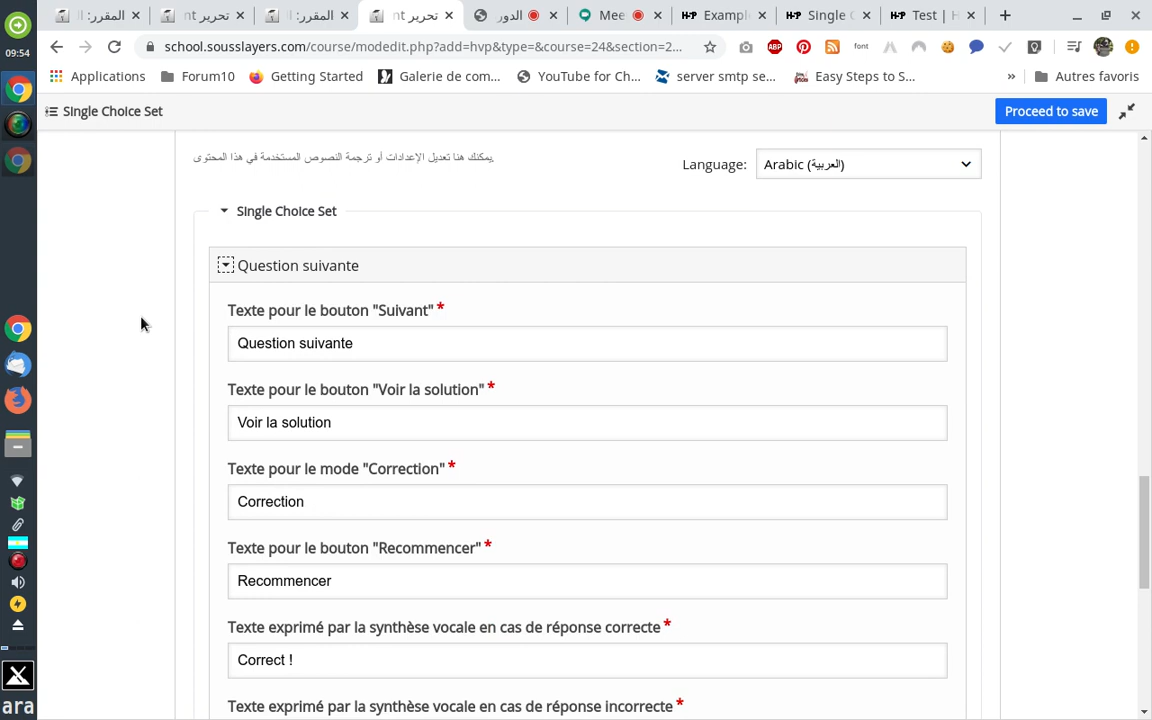 المقرر: ال
تحرير nt
المقرر: ال
تحرير nt
الدور
Mee
H-P Example
H-P Single C
H-P Test | H
09:54
school.sousslayers.com/course/modedit.php?add=hvp&type=&course=24&section=2...
ABP
font
Applications
Forum10
Getting Started
Galerie de com...
YouTube for Ch...
server smtp se...
Easy Steps to S...
»
Autres favoris
Single Choice Set
Proceed to save
يمكنك هنا تعديل الإعدادات أو ترجمة النصوص المستخدمة في هذا المحتوى.
Language:
Arabic (العربية)
Single Choice Set
Question suivante
Texte pour le bouton "Suivant" *
Question suivante
Texte pour le bouton "Voir la solution" *
Voir la solution
Texte pour le mode "Correction" *
Correction
Texte pour le bouton "Recommencer" *
Recommencer
Texte exprimé par la synthèse vocale en cas de réponse correcte *
Correct !
Texte exprimé par la synthèse vocale en cas de réponse incorrecte *
ara